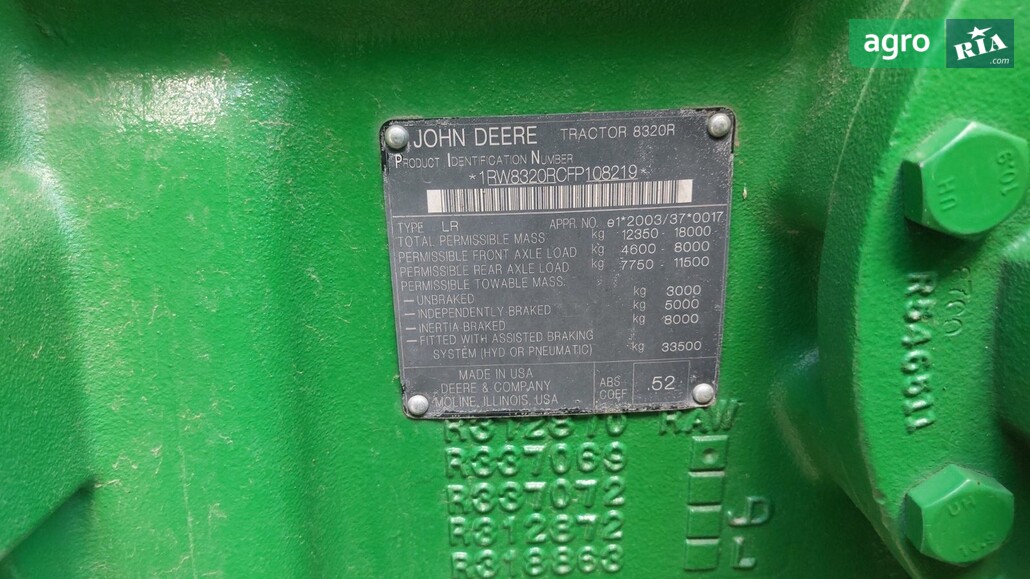 agro RIA.com
JOHN DEERE TRACTOR 8320R
PRODUCT IDENTIFICATION NUMBER
*1RW8320RCFP108219*
TYPE LR APPR. NO. e1*2003/37*0017
TOTAL PERMISSIBLE MASS kg 12350 - 18000
PERMISSIBLE FRONT AXLE LOAD kg 4600 - 8000
PERMISSIBLE REAR AXLE LOAD kg 7750 - 11500
PERMISSIBLE TOWABLE MASS:
- UNBRAKED kg 3000
- INDEPENDENTLY BRAKED kg 5000
- INERTIA BRAKED kg 8000
- FITTED WITH ASSISTED BRAKING
SYSTEM (HYD OR PNEUMATIC) kg 33500
MADE IN USA
DEERE & COMPANY
MOLINE, ILLINOIS, USA
ABS
COEF
.52
R312870 RAW
R337069
R337072
R312872 JD
R318863 L